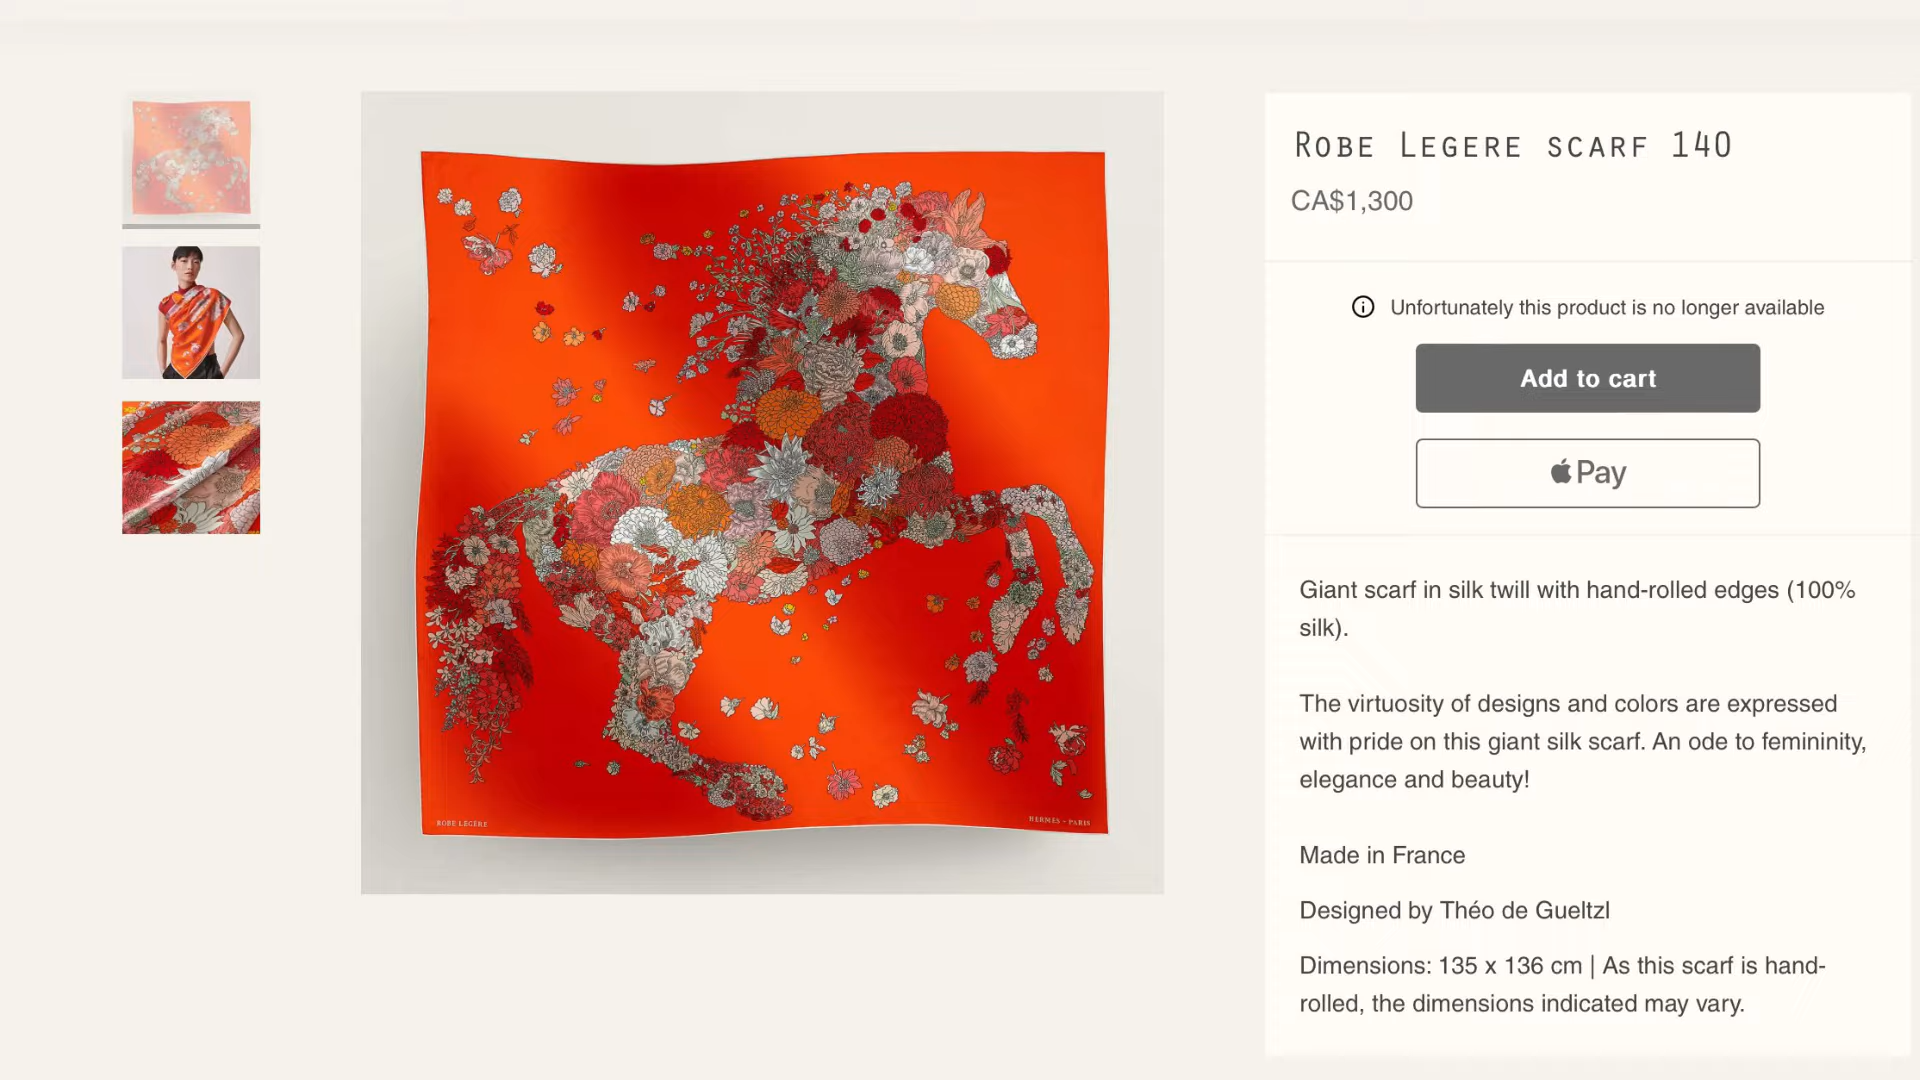 Robe Legere scarf 140
CA$1,300
Unfortunately this product is no longer available
Add to cart
Pay
Giant scarf in silk twill with hand-rolled edges (100%
silk).
The virtuosity of designs and colors are expressed
with pride on this giant silk scarf. An ode to femininity,
elegance and beauty!
Made in France
Designed by Théo de Gueltzl
Dimensions: 135 x 136 cm | As this scarf is hand-
rolled, the dimensions indicated may vary.
ROBE LÉGÈRE
HERMÈS - PARIS